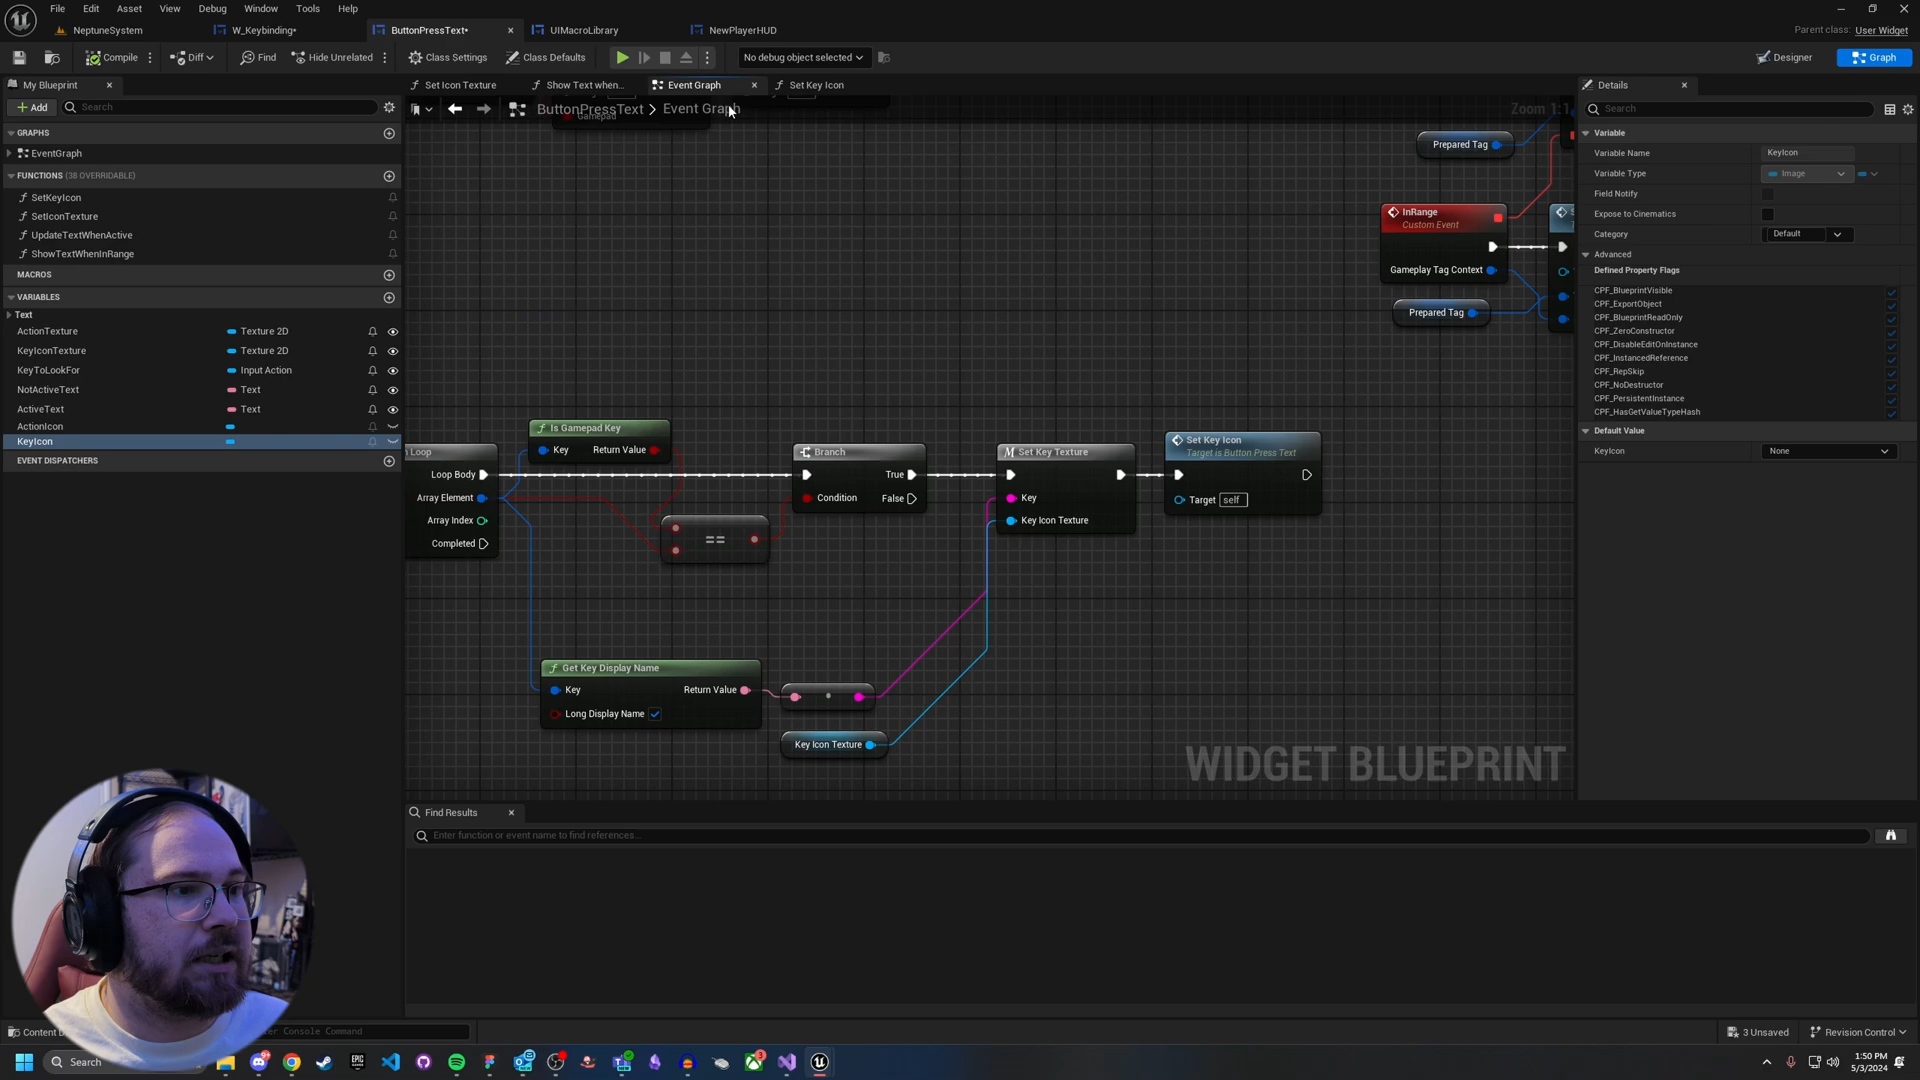 File Edit Asset View Debug Window Tools Help
NeptuneSystem W_Keybinding* ButtonPressText* UIMacroLibrary NewPlayerHUD
Parent class: User Widget
Compile Diff Find Hide Unrelated Class Settings Class Defaults No debug object selected Designer Graph
My Blueprint
Add Search
GRAPHS
EventGraph
FUNCTIONS (38 OVERRIDABLE)
SetKeyIcon
SetIconTexture
UpdateTextWhenActive
ShowTextWhenInRange
MACROS
VARIABLES
Text
ActionTexture Texture 2D
KeyIconTexture Texture 2D
KeyToLookFor Input Action
NotActiveText Text
ActiveText Text
ActionIcon
KeyIcon
EVENT DISPATCHERS
Set Icon Texture Show Text when... Event Graph Set Key Icon
ButtonPressText > Event Graph
Zoom 1:1
Gamepad
Prepared Tag
InRange
Custom Event
Gameplay Tag Context
Prepared Tag
Loop
Loop Body
Array Element
Array Index
Completed
Is Gamepad Key
Key Return Value
==
Branch
True
Condition False
Set Key Texture
Key
Key Icon Texture
Set Key Icon
Target is Button Press Text
Target self
Get Key Display Name
Key Return Value
Long Display Name
Key Icon Texture
WIDGET BLUEPRINT
Find Results
Enter function or event name to find references...
Details
Search
Variable
Variable Name KeyIcon
Variable Type Image
Field Notify
Expose to Cinematics
Category Default
Advanced
Defined Property Flags
CPF_BlueprintVisible
CPF_ExportObject
CPF_BlueprintReadOnly
CPF_ZeroConstructor
CPF_DisableEditOnInstance
CPF_InstancedReference
CPF_RepSkip
CPF_NoDestructor
CPF_PersistentInstance
CPF_HasGetValueTypeHash
Default Value
KeyIcon None
Console Command
3 Unsaved Revision Control
Search
1:50 PM
5/3/2024